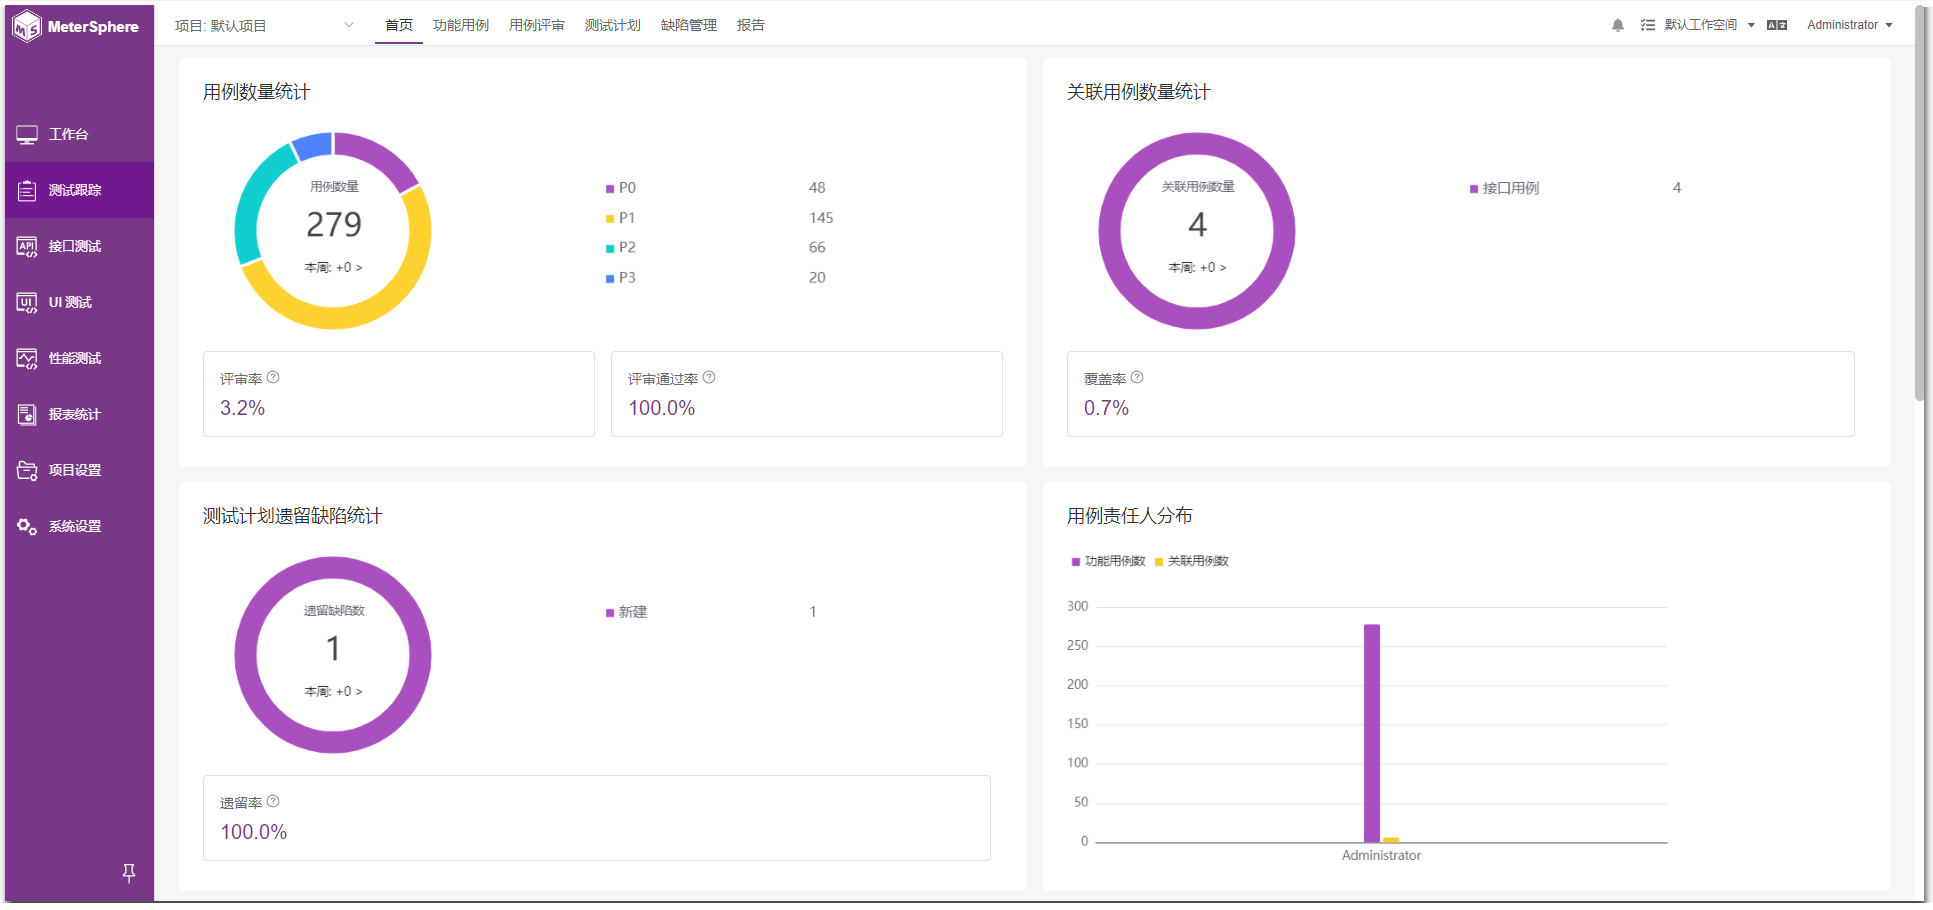 MeterSphere
项目: 默认项目
首页 功能用例 用例评审 测试计划 缺陷管理 报告
默认工作空间
Administrator
工作台
测试跟踪
接口测试
UI 测试
性能测试
报表统计
项目设置
系统设置
用例数量统计
用例数量
279
本周: +0 >
P0 48
P1 145
P2 66
P3 20
评审率
3.2%
评审通过率
100.0%
关联用例数量统计
关联用例数量
4
本周: +0 >
接口用例 4
覆盖率
0.7%
测试计划遗留缺陷统计
遗留缺陷数
1
本周: +0 >
新建 1
遗留率
100.0%
用例责任人分布
功能用例数 关联用例数
300
250
200
150
100
50
0
Administrator